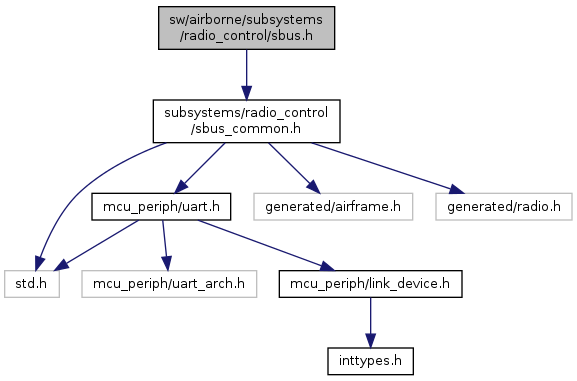 sw/airborne/subsystems
/radio_control/sbus.h
subsystems/radio_control
/sbus_common.h
mcu_periph/uart.h
generated/airframe.h
generated/radio.h
std.h
mcu_periph/uart_arch.h
mcu_periph/link_device.h
inttypes.h